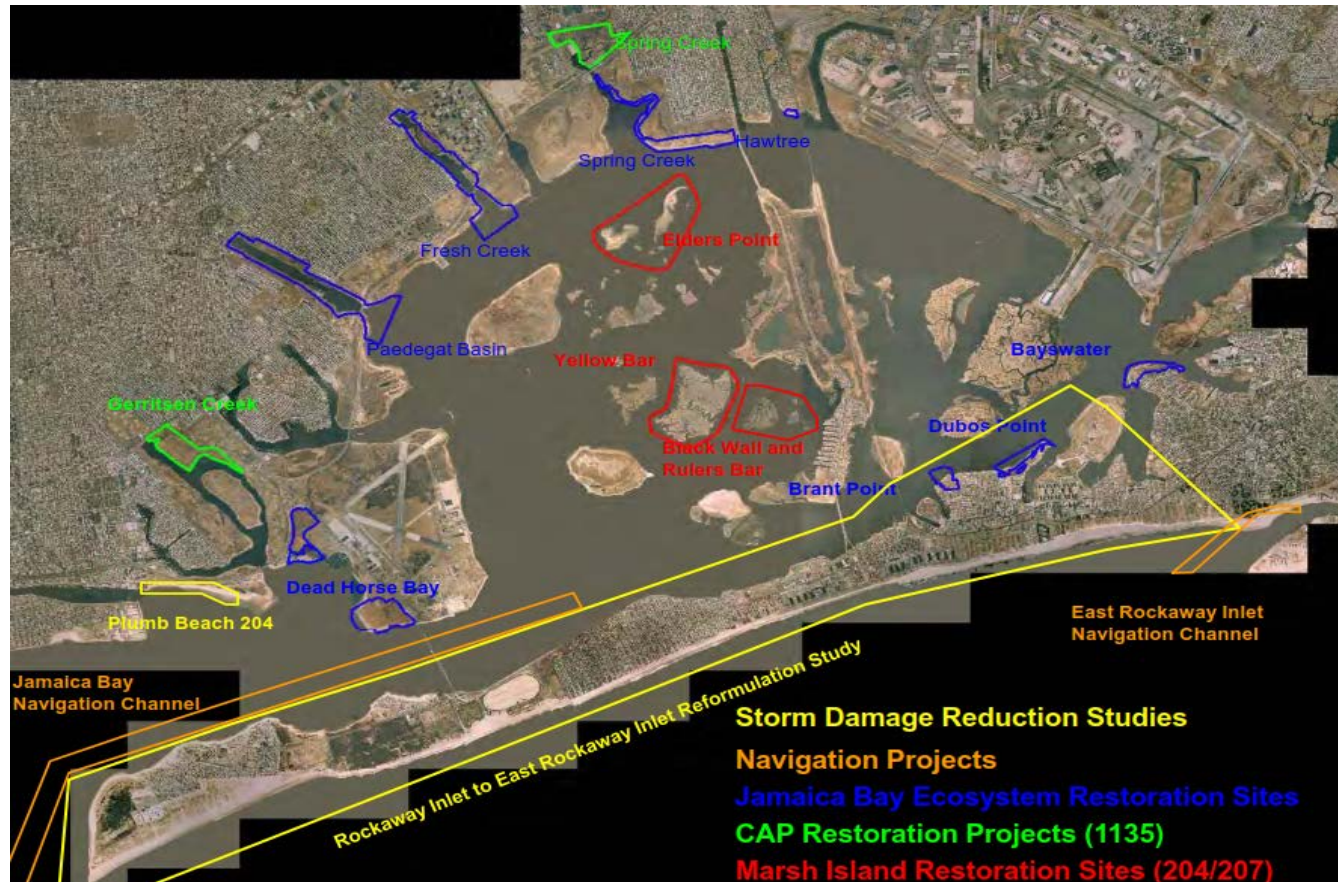 Spring Creek
Hawtree
Spring Creek
Elders Point
Fresh Creek
Paedegat Basin
Yellow Bar
Bayswater
Gerritsen Creek
Dubos Point
Black Wall and
Rulers Bar
Brant Point
Dead Horse Bay
Plumb Beach 204
East Rockaway Inlet
Navigation Channel
Jamaica Bay
Navigation Channel
Rockaway Inlet to East Rockaway Inlet Reformulation Study
Storm Damage Reduction Studies
Navigation Projects
Jamaica Bay Ecosystem Restoration Sites
CAP Restoration Projects (1135)
Marsh Island Restoration Sites (204/207)